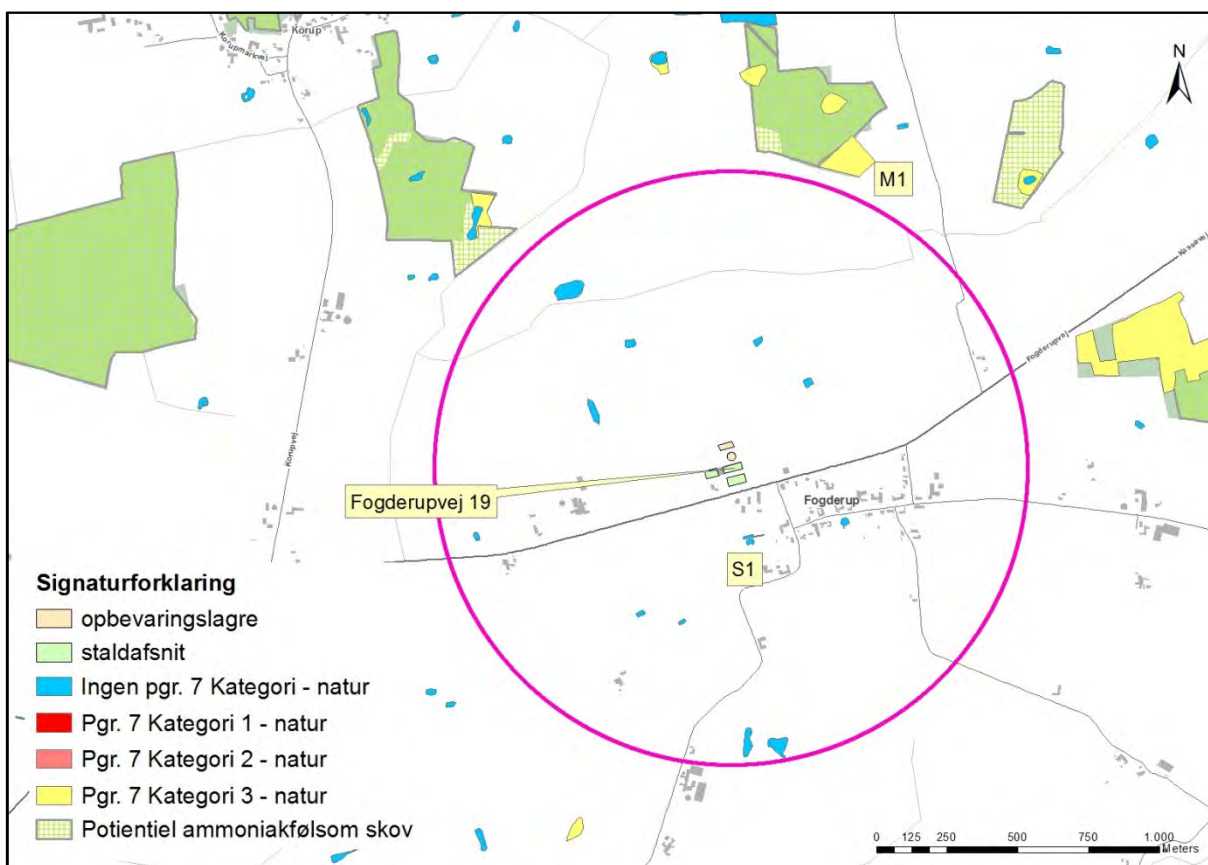 Korup
Korupmarkvej
N
M1
Kissevej
Fogderupvej
Korupvej
Fogderupvej 19
Fogderup
S1
Signaturforklaring
opbevaringslagre
staldafsnit
Ingen pgr. 7 Kategori - natur
Pgr. 7 Kategori 1 - natur
Pgr. 7 Kategori 2 - natur
Pgr. 7 Kategori 3 - natur
Potientiel ammoniakfølsom skov
0 125 250 500 750 1.000
Meters